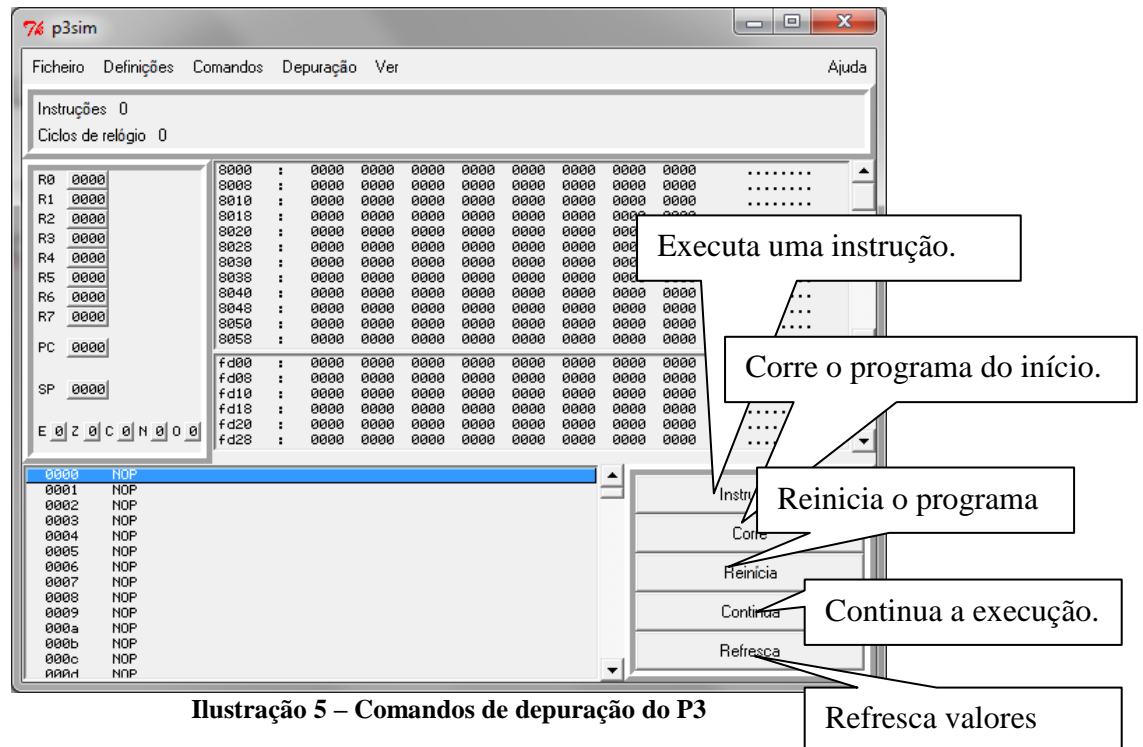 p3sim
Ficheiro Definições Comandos Depuração Ver Ajuda
Instruções 0
Ciclos de relógio 0
R0 0000
R1 0000
R2 0000
R3 0000
R4 0000
R5 0000
R6 0000
R7 0000
PC 0000
SP 0000
E 0 Z 0 C 0 N 0 O 0
8000 : 0000 0000 0000 0000 0000 0000 0000 0000 ........
8008 : 0000 0000 0000 0000 0000 0000 0000 0000 ........
8010 : 0000 0000 0000 0000 0000 0000 0000 0000 ........
8018 : 0000 0000 0000 0000 0000 0000 0000 0000
8020 : 0000 0000 0000 0000 0000 0000 0000
8028 : 0000 0000 0000 0000 0000 0000 0000
8030 : 0000 0000 0000 0000 0000 0000 0000
8038 : 0000 0000 0000 0000 0000 0000 0000
8040 : 0000 0000 0000 0000 0000 0000 0000 0000
8048 : 0000 0000 0000 0000 0000 0000 0000 0000
8050 : 0000 0000 0000 0000 0000 0000 0000 0000
8058 : 0000 0000 0000 0000 0000 0000 0000 0000
fd00 : 0000 0000 0000 0000 0000 0000 0000 0000
fd08 : 0000 0000 0000 0000 0000 0000 0000 0000
fd10 : 0000 0000 0000 0000 0000 0000 0000 0000
fd18 : 0000 0000 0000 0000 0000 0000 0000 0000
fd20 : 0000 0000 0000 0000 0000 0000 0000 0000
fd28 : 0000 0000 0000 0000 0000 0000 0000 0000
0000 NOP
0001 NOP
0002 NOP
0003 NOP
0004 NOP
0005 NOP
0006 NOP
0007 NOP
0008 NOP
0009 NOP
000a NOP
000b NOP
000c NOP
000d NOP
Corre
Reinícia
Continua
Refresca
Executa uma instrução.
Corre o programa do início.
Reinicia o programa
Continua a execução.
Refresca valores
Ilustração 5 – Comandos de depuração do P3